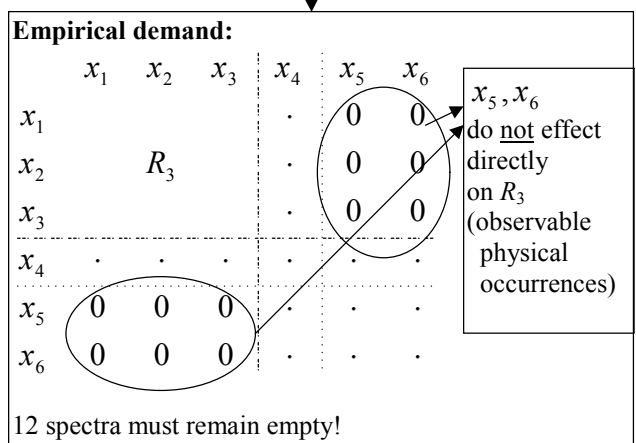 Empirical demand:
x₁ x₂ x₃ x₄ x₅ x₆
x₁ · 0 0
x₂ R₃ · 0 0
x₃ · 0 0
x₄ · · · · · ·
x₅ 0 0 0 · · ·
x₆ 0 0 0 · · ·
x₅ , x₆
do not effect
directly
on R₃
(observable
physical
occurrences)
12 spectra must remain empty!